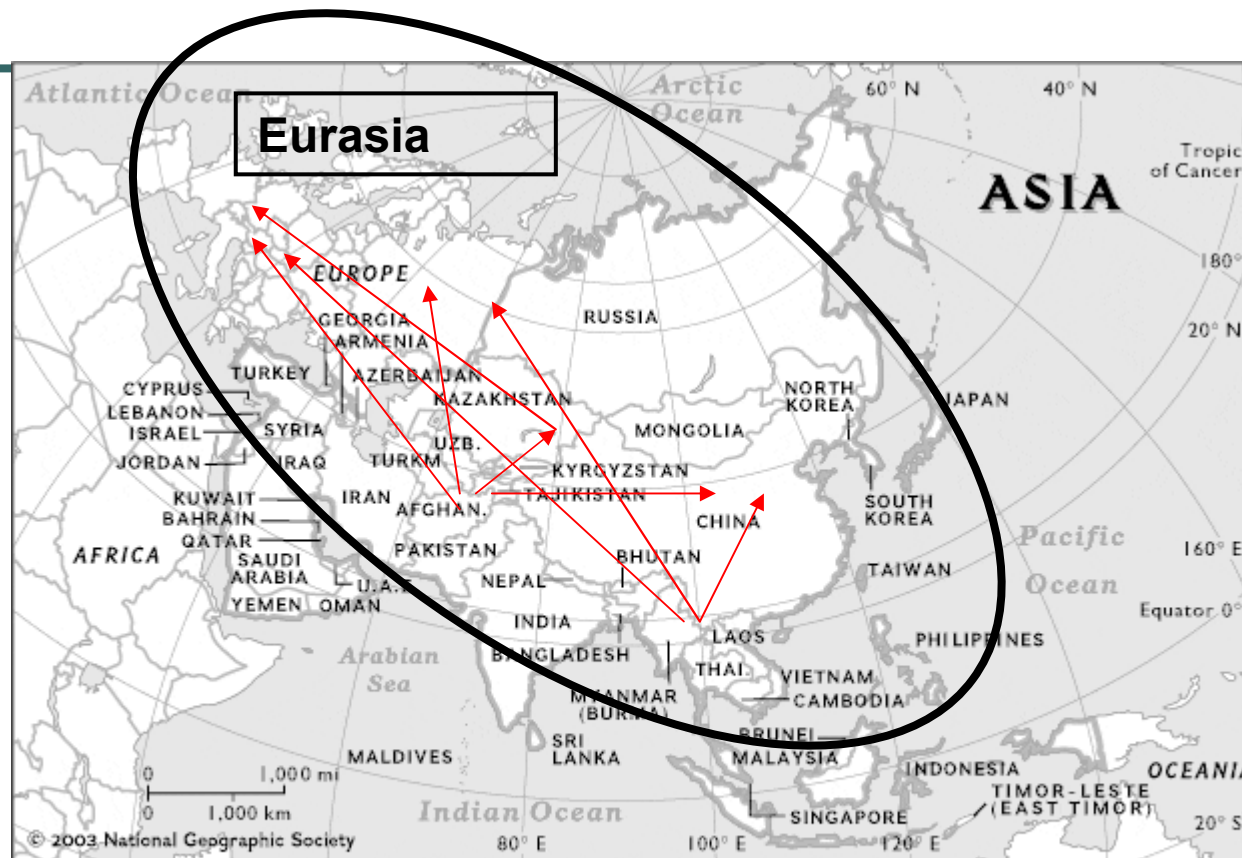 Atlantic Ocean
Arctic
Ocean
60° N
40° N
Eurasia
Tropic
of Cancer
ASIA
180°
20° N
EUROPE
GEORGIA
ARMENIA
RUSSIA
TURKEY
AZERBAIJAN
CYPRUS
KAZAKHSTAN
NORTH
KOREA
JAPAN
LEBANON
ISRAEL
SYRIA
MONGOLIA
UZB.
JORDAN
IRAQ
TURKM
KYRGYZSTAN
KUWAIT
IRAN
TAJIKISTAN
AFGHAN.
SOUTH
KOREA
BAHRAIN
CHINA
QATAR
AFRICA
PAKISTAN
BHUTAN
Pacific
Ocean
160° E
SAUDI
ARABIA
U.A.E
NEPAL
TAIWAN
YEMEN
OMAN
INDIA
Equator 0°
LAOS
PHILIPPINES
Arabian
Sea
BANGLADESH
THAI.
VIETNAM
MYANMAR
(BURMA)
CAMBODIA
BRUNEI
MALDIVES
SRI
LANKA
MALAYSIA
INDONESIA
OCEANIA
0
1,000 mi
0
1,000 km
TIMOR-LESTE
(EAST TIMOR)
Indian Ocean
SINGAPORE
20° S
© 2003 National Geographic Society
80° E
100° E
120° E